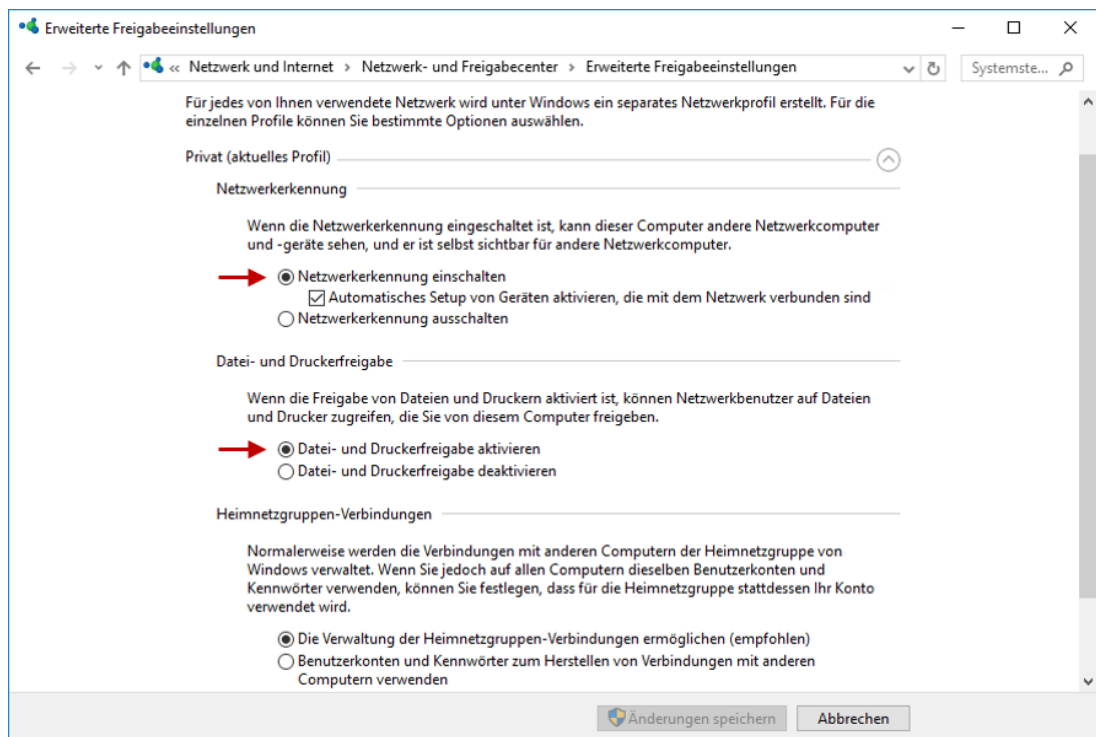 Erweiterte Freigabeeinstellungen
« Netzwerk und Internet > Netzwerk- und Freigabecenter > Erweiterte Freigabeeinstellungen
Systemste...
Für jedes von Ihnen verwendete Netzwerk wird unter Windows ein separates Netzwerkprofil erstellt. Für die
einzelnen Profile können Sie bestimmte Optionen auswählen.
Privat (aktuelles Profil)
Netzwerkerkennung
Wenn die Netzwerkerkennung eingeschaltet ist, kann dieser Computer andere Netzwerkcomputer
und -geräte sehen, und er ist selbst sichtbar für andere Netzwerkcomputer.
Netzwerkerkennung einschalten
Automatisches Setup von Geräten aktivieren, die mit dem Netzwerk verbunden sind
Netzwerkerkennung ausschalten
Datei- und Druckerfreigabe
Wenn die Freigabe von Dateien und Druckern aktiviert ist, können Netzwerkbenutzer auf Dateien
und Drucker zugreifen, die Sie von diesem Computer freigeben.
Datei- und Druckerfreigabe aktivieren
Datei- und Druckerfreigabe deaktivieren
Heimnetzgruppen-Verbindungen
Normalerweise werden die Verbindungen mit anderen Computern der Heimnetzgruppe von
Windows verwaltet. Wenn Sie jedoch auf allen Computern dieselben Benutzerkonten und
Kennwörter verwenden, können Sie festlegen, dass für die Heimnetzgruppe stattdessen Ihr Konto
verwendet wird.
Die Verwaltung der Heimnetzgruppen-Verbindungen ermöglichen (empfohlen)
Benutzerkonten und Kennwörter zum Herstellen von Verbindungen mit anderen
Computern verwenden
Änderungen speichern
Abbrechen